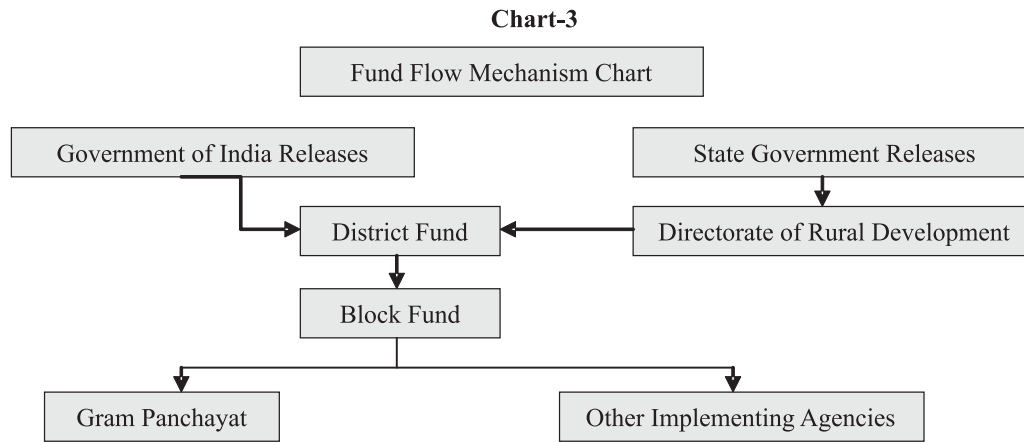 Chart-3
Fund Flow Mechanism Chart
Government of India Releases
State Government Releases
District Fund
Directorate of Rural Development
Block Fund
Gram Panchayat
Other Implementing Agencies